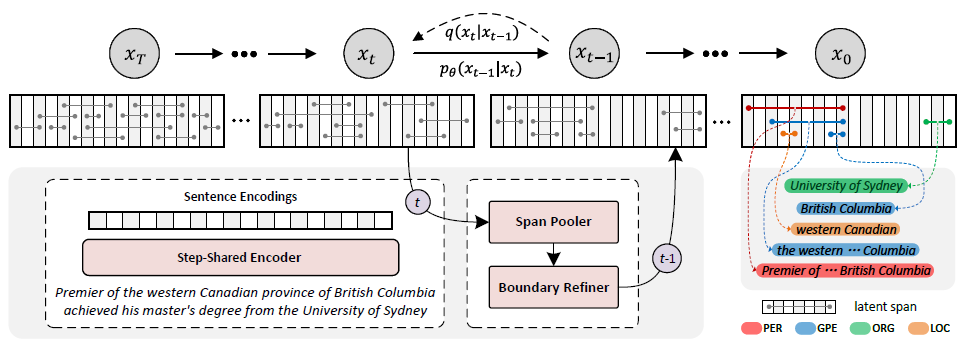 x_T
x_t
q(x_t|x_{t-1})
p_θ(x_{t-1}|x_t)
x_{t-1}
x_0
Sentence Encodings
Step-Shared Encoder
Premier of the western Canadian province of British Columbia
achieved his master's degree from the University of Sydney
t
Span Pooler
Boundary Refiner
t-1
University of Sydney
British Columbia
western Canadian
the western ⋯ Columbia
Premier of ⋯ British Columbia
latent span
PER GPE ORG LOC